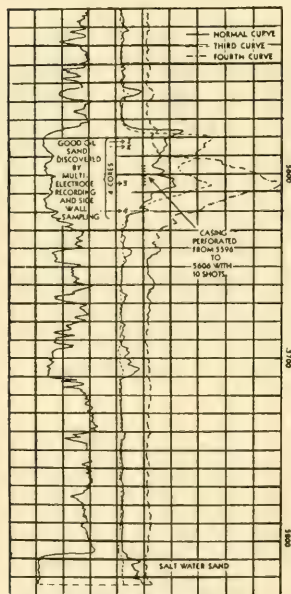 NORMAL CURVE
THIRD CURVE
FOURTH CURVE
GOOD OIL
SAND
DISCOVERED
BY
MULTI-
ELECTRODE
RECORDING
AND SIDE
WALL
SAMPLING
4 CORES
CASING
PERFORATED
FROM 5596
TO
5606 WITH
10 SHOTS
5600
5700
5800
SALT WATER SAND